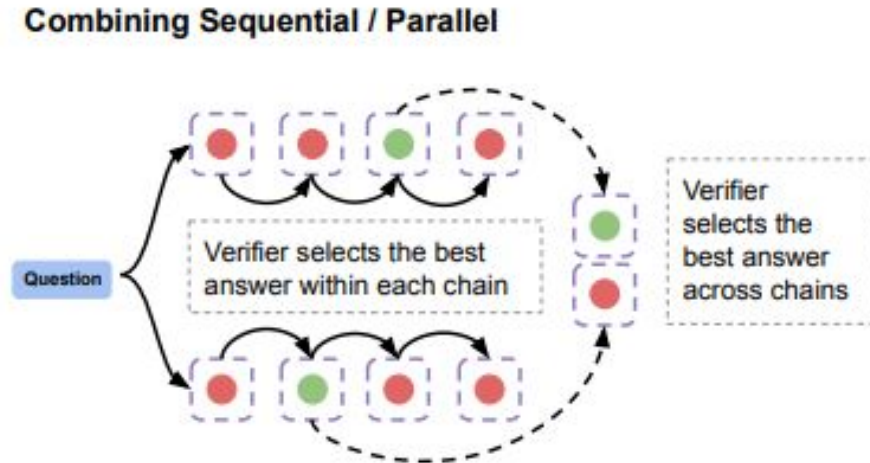 Combining Sequential / Parallel
Question
Verifier selects the best
answer within each chain
Verifier
selects the
best answer
across chains